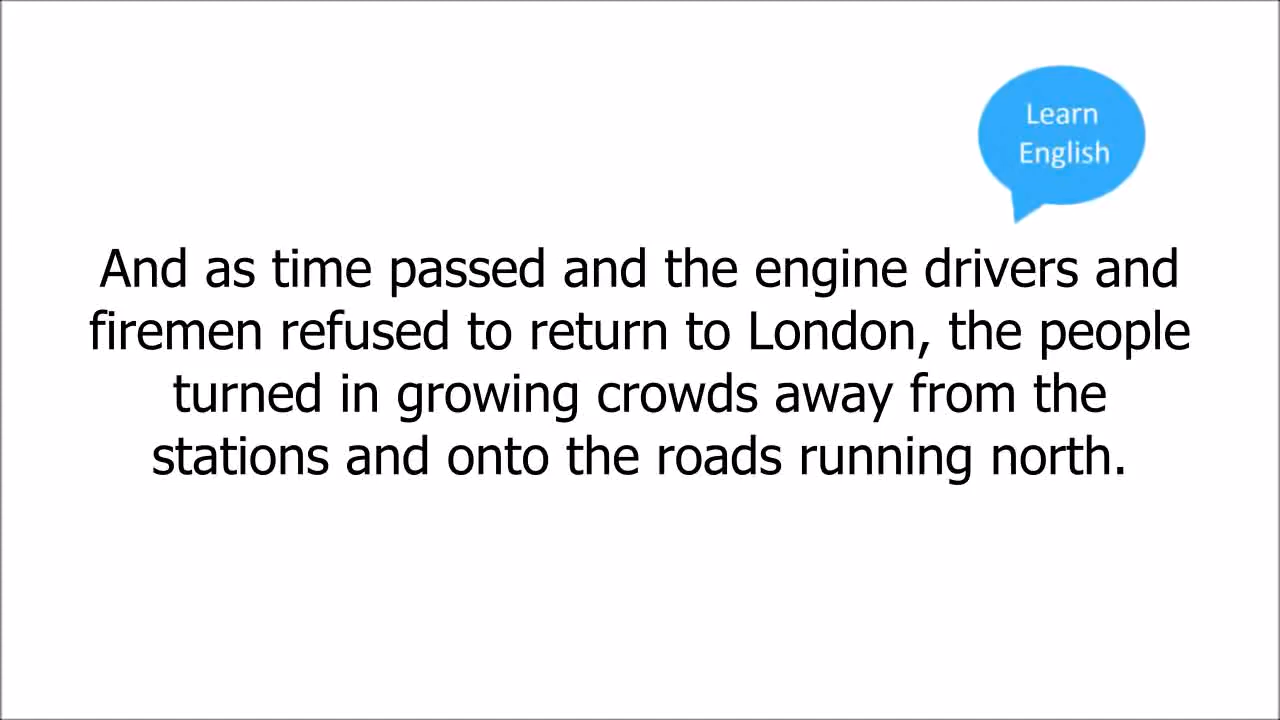 Learn
English
And as time passed and the engine drivers and
firemen refused to return to London, the people
turned in growing crowds away from the
stations and onto the roads running north.